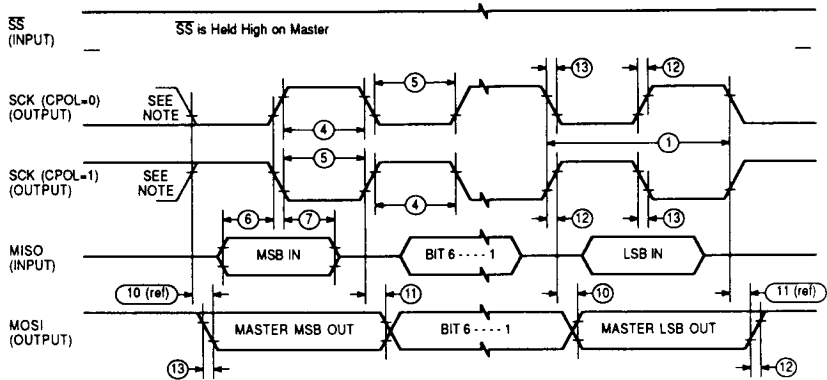 SS
(INPUT)
SS is Held High on Master
SCK (CPOL=0)
(OUTPUT)
SEE
NOTE
4
5
13
12
1
SCK (CPOL=1)
(OUTPUT)
SEE
NOTE
5
4
12
13
6
7
MISO
(INPUT)
MSB IN
BIT 6 - - - - 1
LSB IN
10 (ref)
11
10
11 (ref)
MOSI
(OUTPUT)
MASTER MSB OUT
BIT 6 - - - - 1
MASTER LSB OUT
13
12